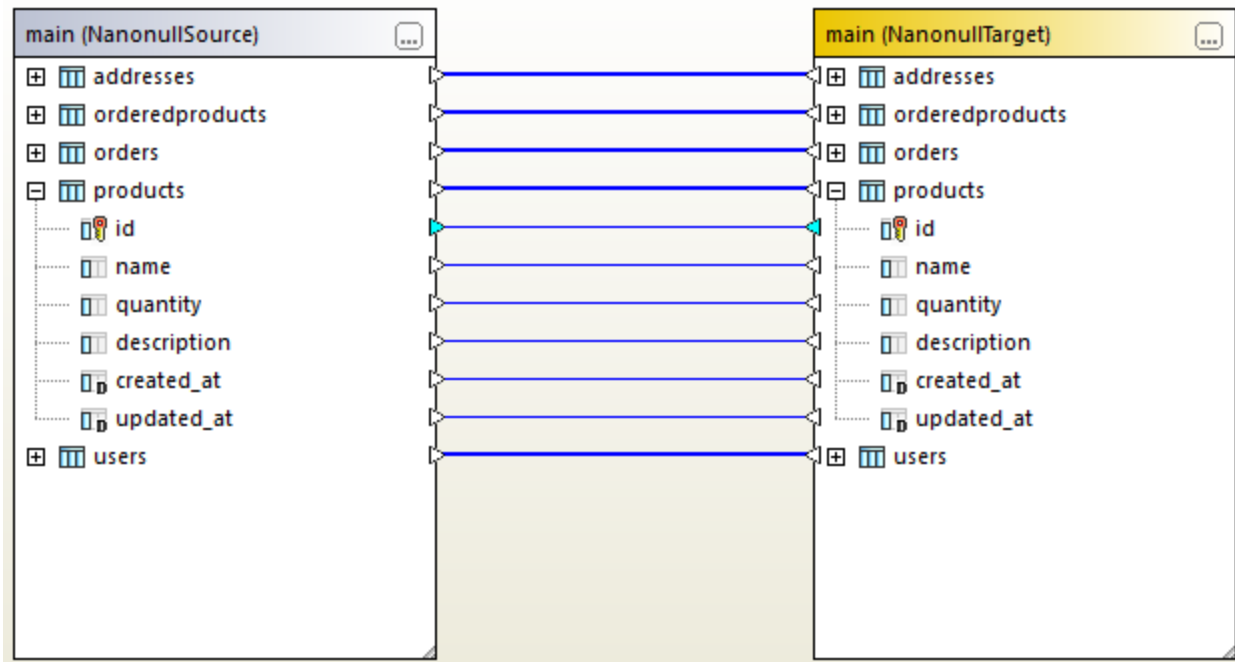 main (NanonullSource)
...
addresses
orderedproducts
orders
products
id
name
quantity
description
D created_at
D updated_at
users
main (NanonullTarget)
...
addresses
orderedproducts
orders
products
id
name
quantity
description
D created_at
D updated_at
users